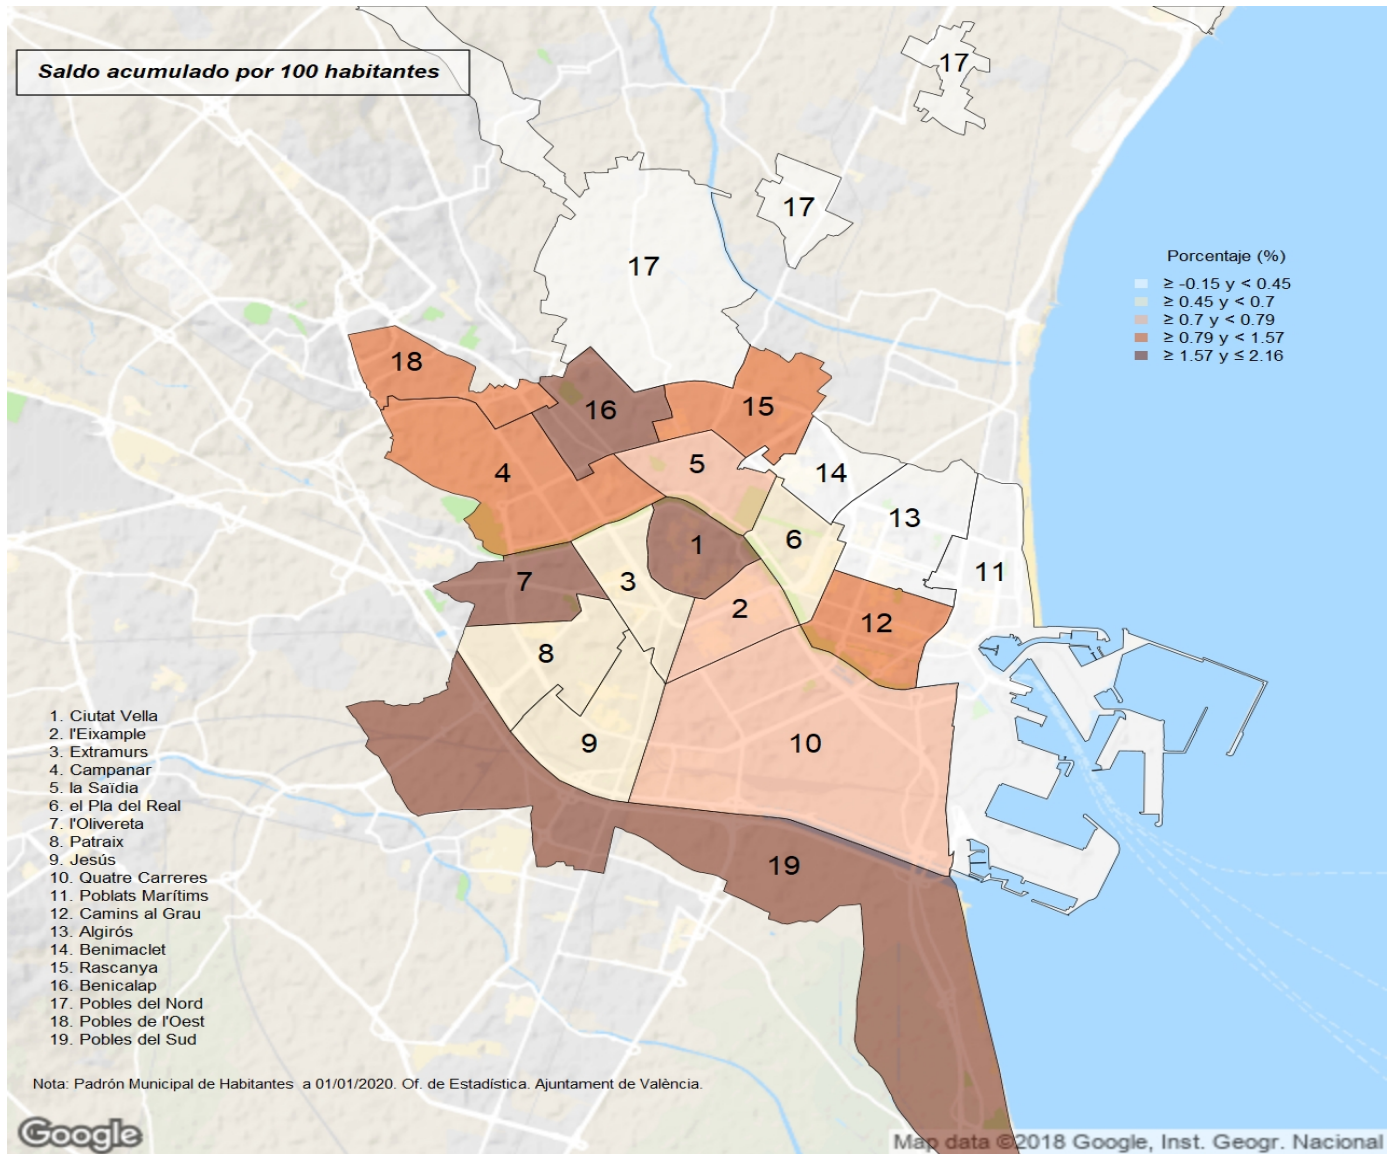 Saldo acumulado por 100 habitantes
17
17
17
Porcentaje (%)
≥ -0.15 y < 0.45
≥ 0.45 y < 0.7
≥ 0.7 y < 0.79
≥ 0.79 y < 1.57
≥ 1.57 y ≤ 2.16
18
16
15
5
4
14
13
1
6
11
7
3
2
12
8
9
10
19
1. Ciutat Vella
2. l'Eixample
3. Extramurs
4. Campanar
5. la Saïdia
6. el Pla del Real
7. l'Olivereta
8. Patraix
9. Jesús
10. Quatre Carreres
11. Poblats Marítims
12. Camins al Grau
13. Algirós
14. Benimaclet
15. Rascanya
16. Benicalap
17. Pobles del Nord
18. Pobles de l'Oest
19. Pobles del Sud
Nota: Padrón Municipal de Habitantes a 01/01/2020. Of. de Estadística. Ajuntament de València.
Google
Map data ©2018 Google, Inst. Geogr. Nacional